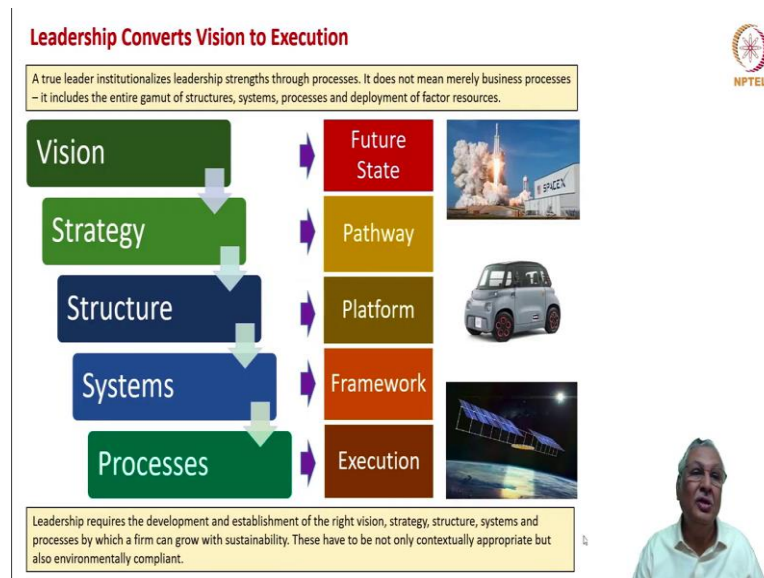 Leadership Converts Vision to Execution
NPTEL
A true leader institutionalizes leadership strengths through processes. It does not mean merely business processes
– it includes the entire gamut of structures, systems, processes and deployment of factor resources.
Vision
Future
State
SPACEX
Strategy
Pathway
Structure
Platform
Systems
Framework
Processes
Execution
Leadership requires the development and establishment of the right vision, strategy, structure, systems and
processes by which a firm can grow with sustainability. These have to be not only contextually appropriate but
also environmentally compliant.